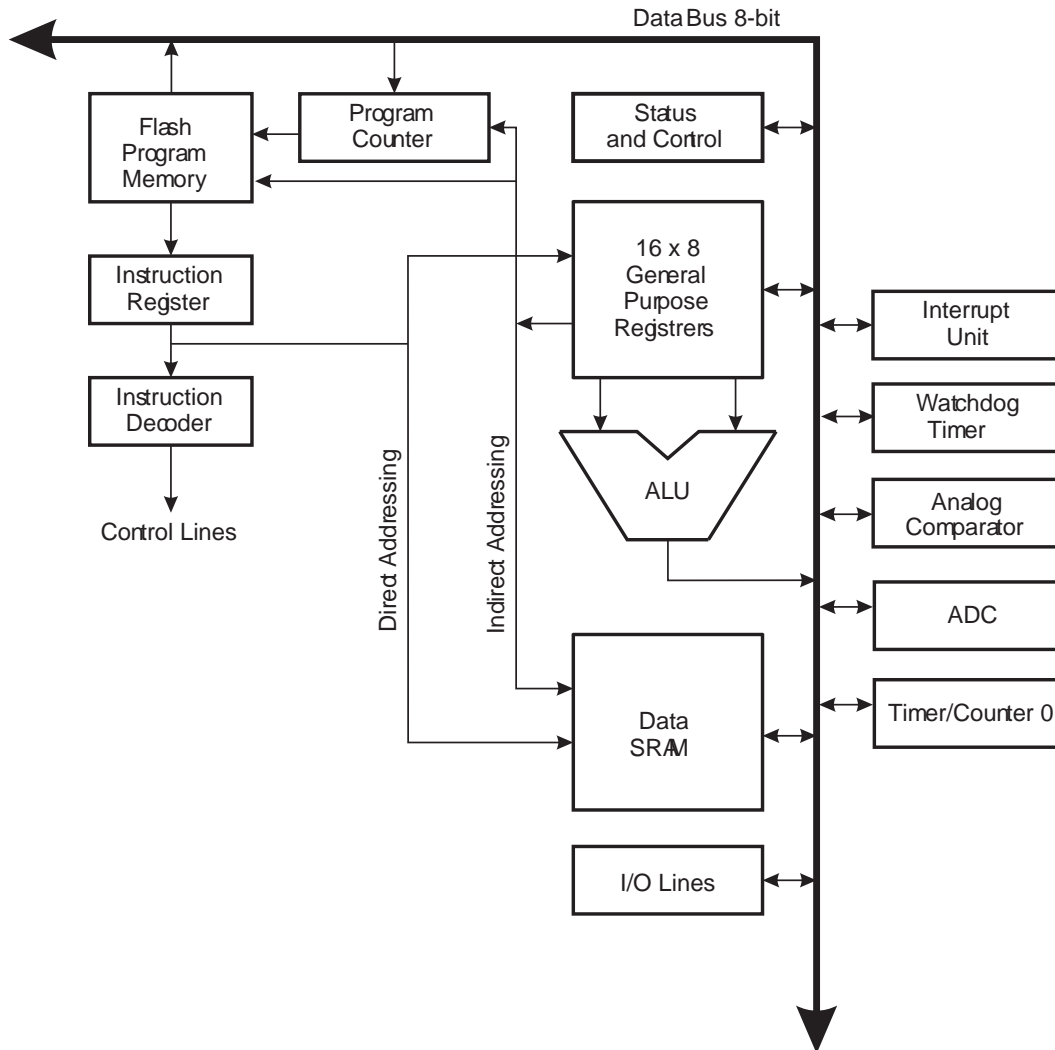 Data Bus 8-bit
Flash
Program
Memory
Program
Counter
Status
and Control
16 x 8
General
Purpose
Registrers
Instruction
Register
Instruction
Decoder
Control Lines
Direct Addressing
Indirect Addressing
ALU
Data
SRAM
I/O Lines
Interrupt
Unit
Watchdog
Timer
Analog
Comparator
ADC
Timer/Counter 0